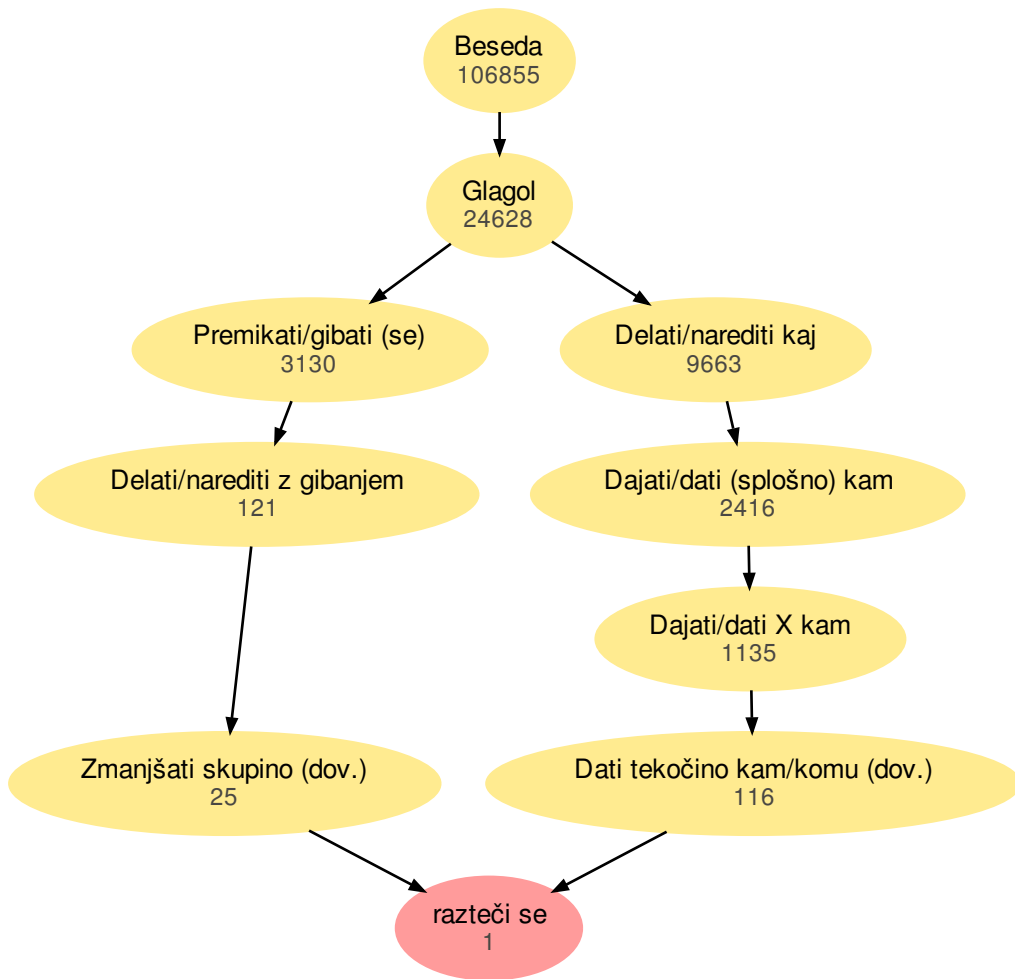 Beseda
106855
Glagol
24628
Premikati/gibati (se)
3130
Delati/narediti kaj
9663
Delati/narediti z gibanjem
121
Dajati/dati (splošno) kam
2416
Dajati/dati X kam
1135
Zmanjšati skupino (dov.)
25
Dati tekočino kam/komu (dov.)
116
razteči se
1